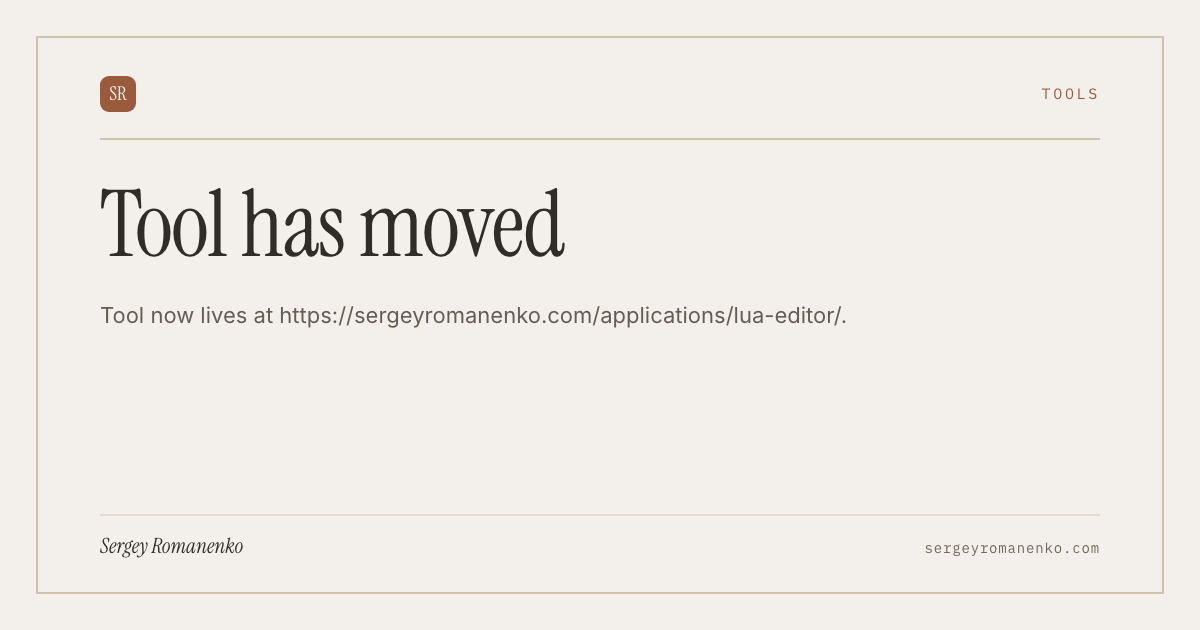 SR
TOOLS
Tool has moved
Tool now lives at https://sergeyromanenko.com/applications/lua-editor/.
Sergey Romanenko
sergeyromanenko.com